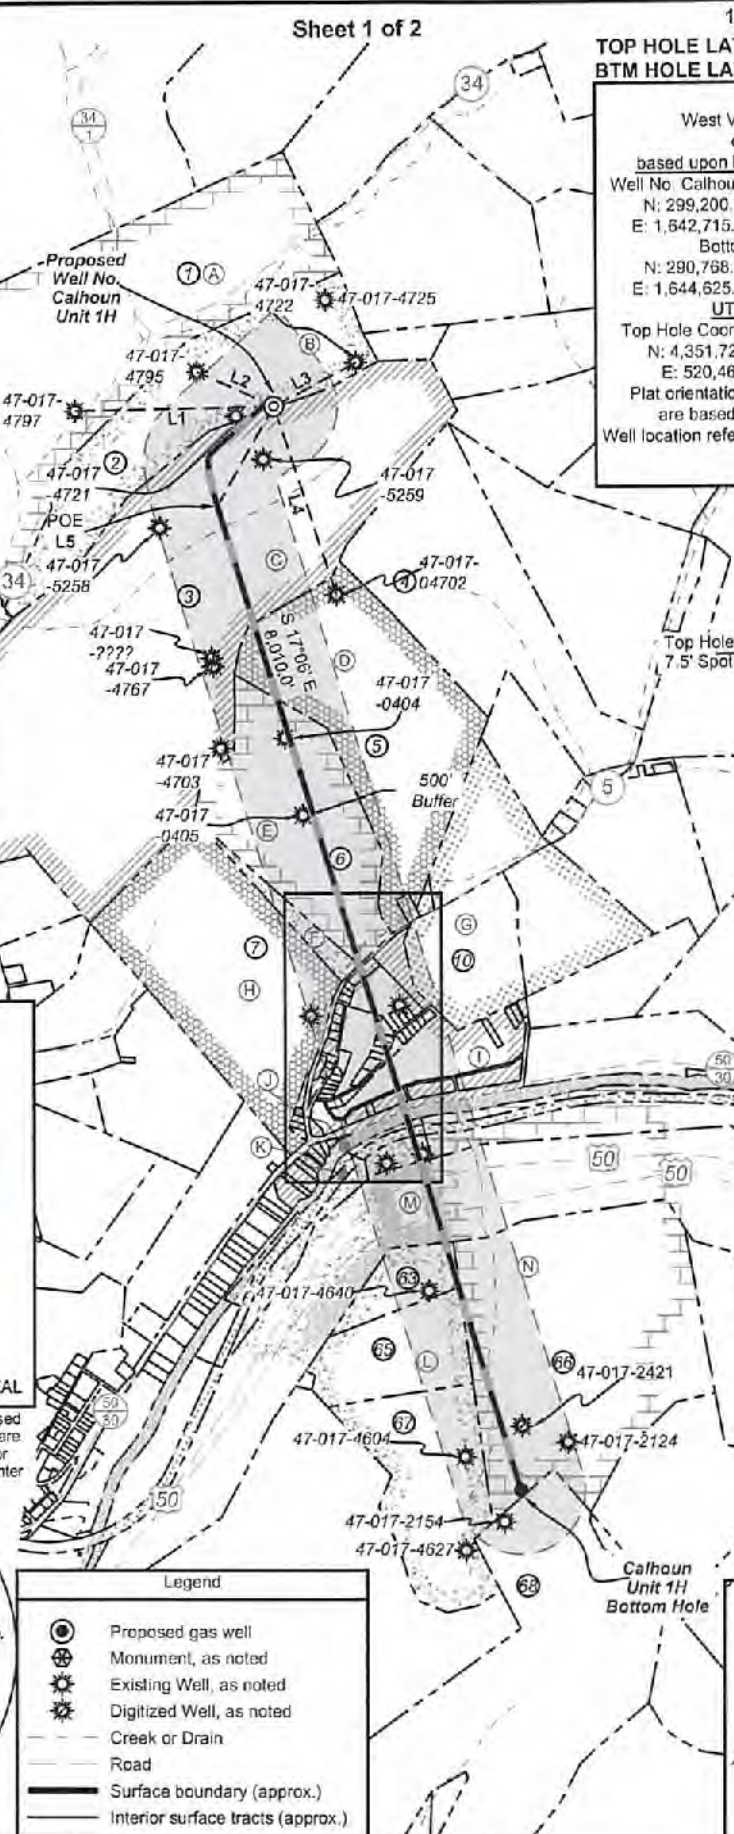 Sheet 1 of 2
1
TOP HOLE LA
BTM HOLE LA
West V
based upon
Well No. Calhou
N: 299,200.
E: 1,642,715.
Botto
N: 290,768.
E: 1,644,625.
UT
Top Hole Coor
N: 4,351,72
E: 520,46
Plat orientatio
are based
Well location refe
34
34
1
Proposed
Well No.
Calhoun
Unit 1H
1 A
47-017-
4722
47-017-4725
B
47-017-
4795
L2
L3
47-017-
4797
L1
2
47-017
-4721
47-017
-5259
POE
L5
L4
47-017
-5258
34
C
3
47-017-
04702
47-017
-????
47-017
-4767
S 17°06' E
8,010.0'
D
Top Hole
7.5' Spot
47-017
-0404
5
47-017
-4703
500'
Buffer
5
47-017
-0405
E
6
G
7
F
10
H
I
50
30
J
K
50
50
M
N
63
47-017-4640
65
L
66
47-017-2421
67
47-017-4604
47-017-2124
AL
sed
are
or
nter
50
30
50
47-017-2154
47-017-4627
Calhoun
Unit 1H
Bottom Hole
68
Legend
Proposed gas well
Monument, as noted
Existing Well, as noted
Digitized Well, as noted
Creek or Drain
Road
Surface boundary (approx.)
Interior surface tracts (approx.)